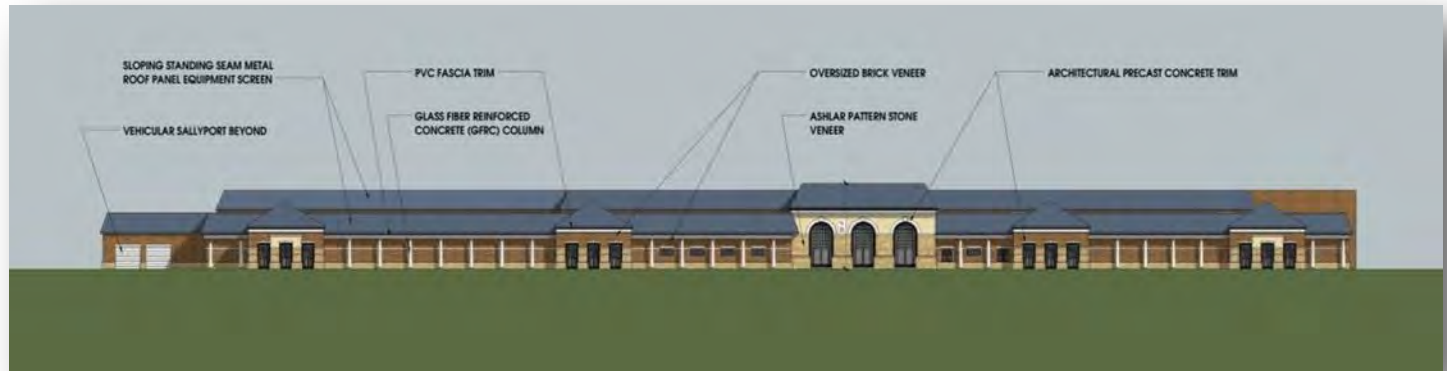 SLOPING STANDING SEAM METAL
ROOF PANEL EQUIPMENT SCREEN
VEHICULAR SALLYPORT BEYOND
PVC FASCIA TRIM
GLASS FIBER REINFORCED
CONCRETE (GFRC) COLUMN
OVERSIZED BRICK VENEER
ASHLAR PATTERN STONE
VENEER
ARCHITECTURAL PRECAST CONCRETE TRIM